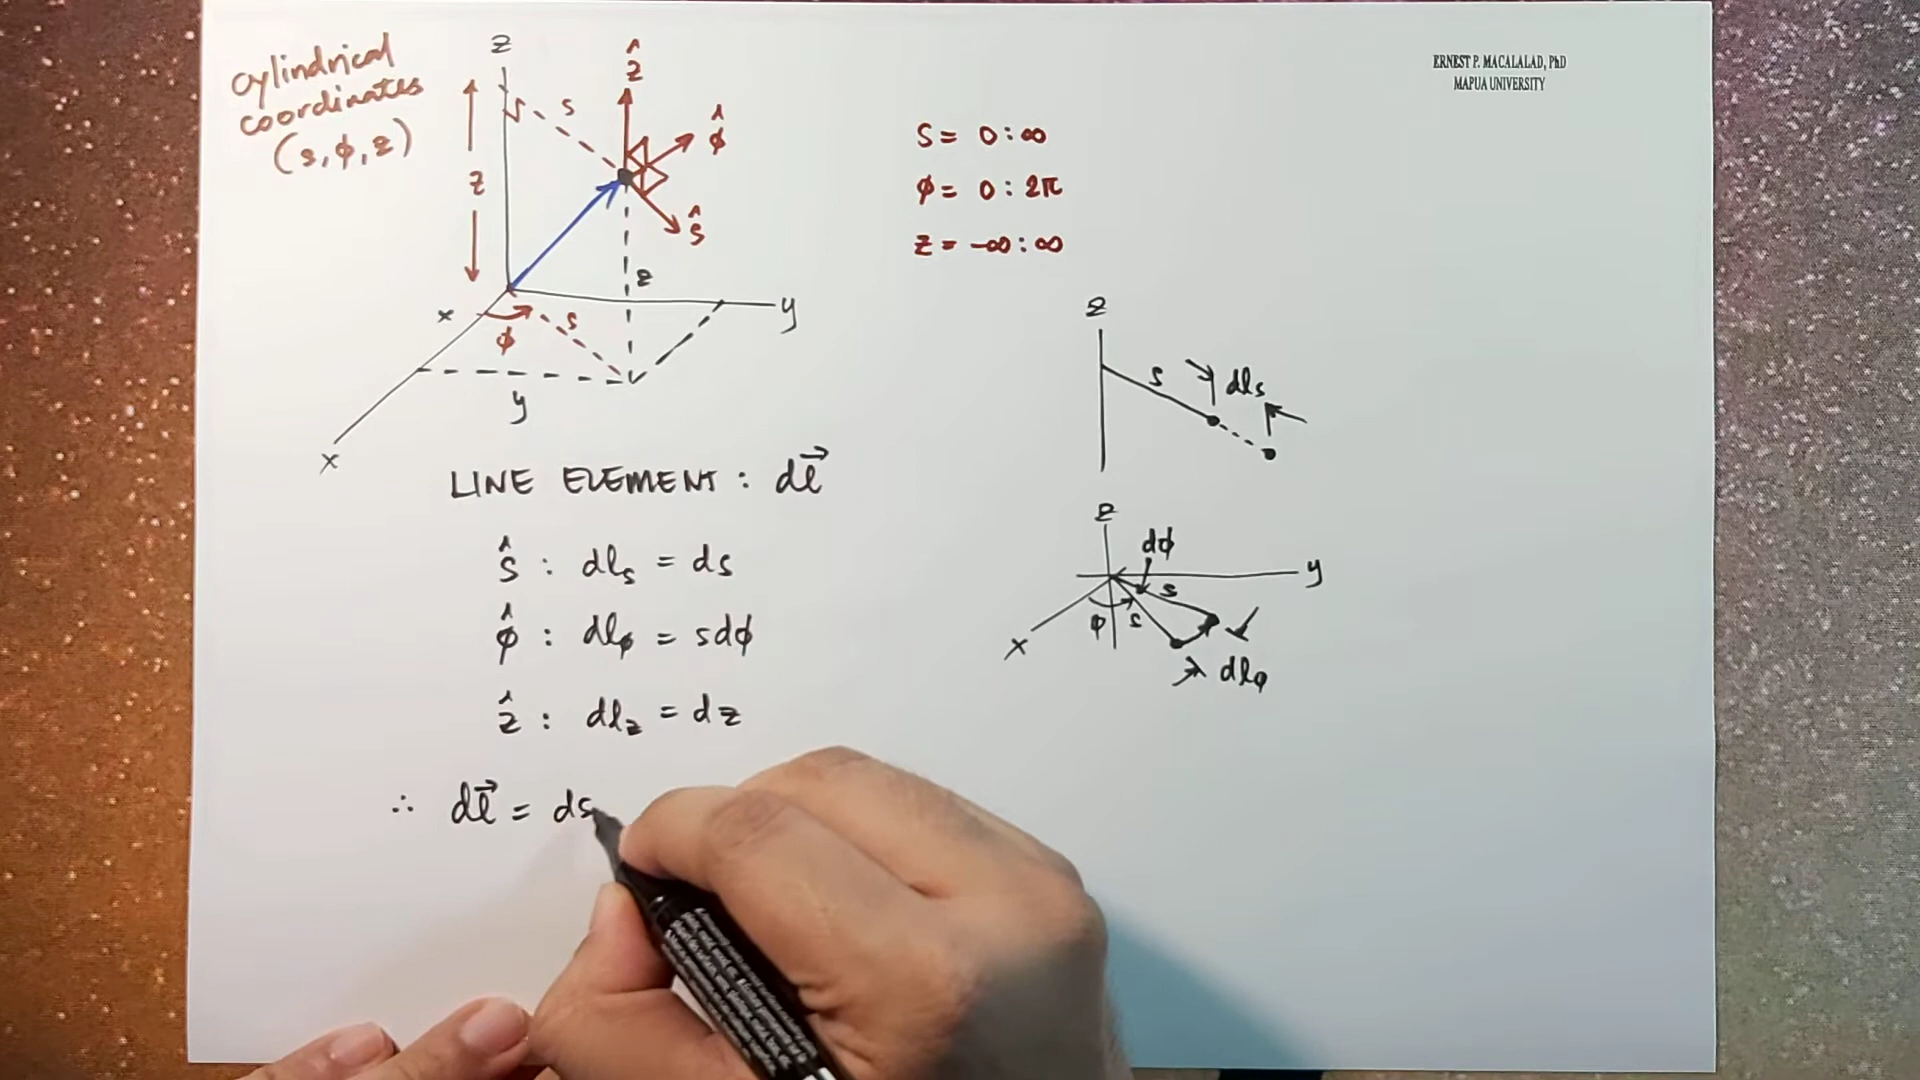 cylindrical
coordinates
(s, ϕ, z)
z
ẑ
s
ϕ̂
z
ŝ
z
x
s
y
ϕ
y
x
ERNEST P. MACALALAD, PhD
MAPUA UNIVERSITY
S = 0 : ∞
ϕ = 0 : 2π
z = -∞ : ∞
z
s
dls
z
dϕ
y
s
s
ϕ
x
dlϕ
LINE ELEMENT : dl⃗
ŝ : dls = ds
ϕ̂ : dlϕ = sdϕ
ẑ : dlz = dz
∴ dl⃗ = ds